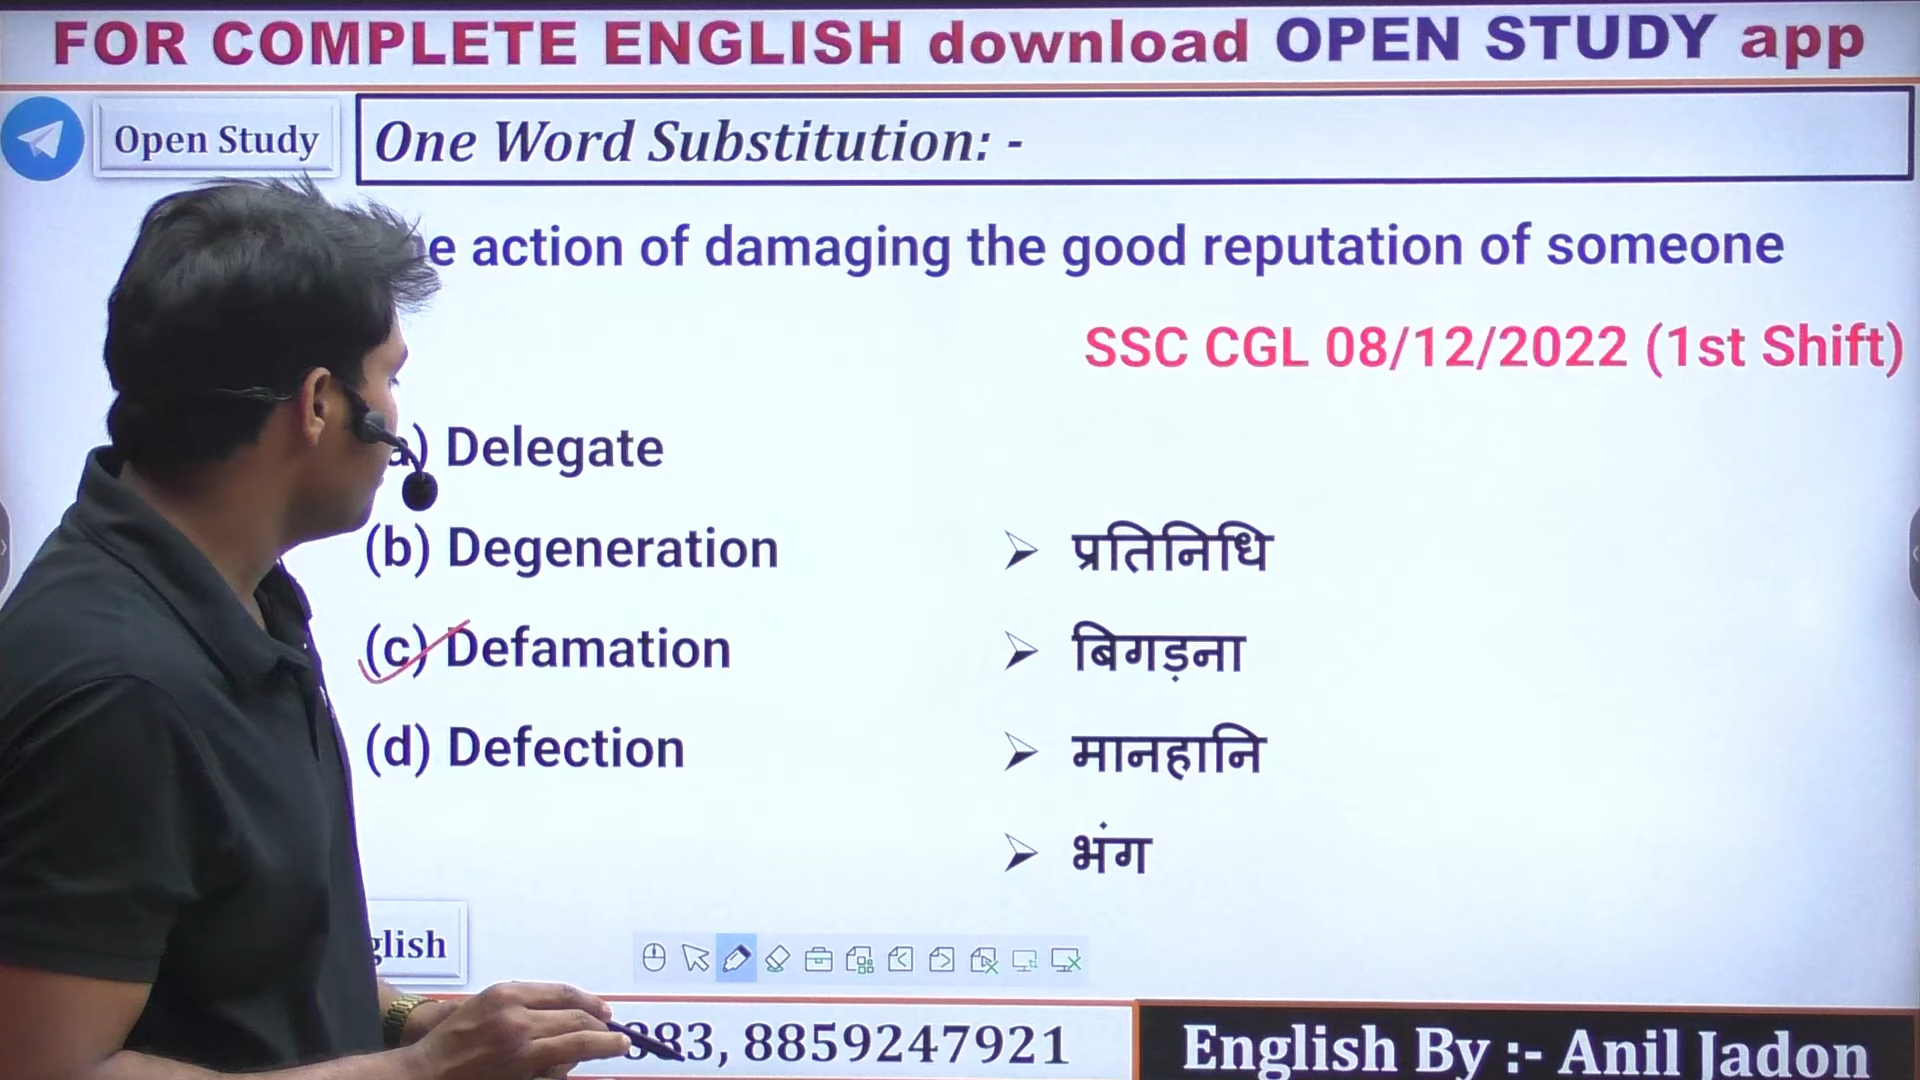 FOR COMPLETE ENGLISH download OPEN STUDY app
Open Study
One Word Substitution: -
action of damaging the good reputation of someone
SSC CGL 08/12/2022 (1st Shift)
a) Delegate
(b) Degeneration
➢ प्रतिनिधि
(c) Defamation
➢ बिगड़ना
(d) Defection
➢ मानहानि
➢ भंग
glish
383, 8859247921
English By :- Anil Jadon